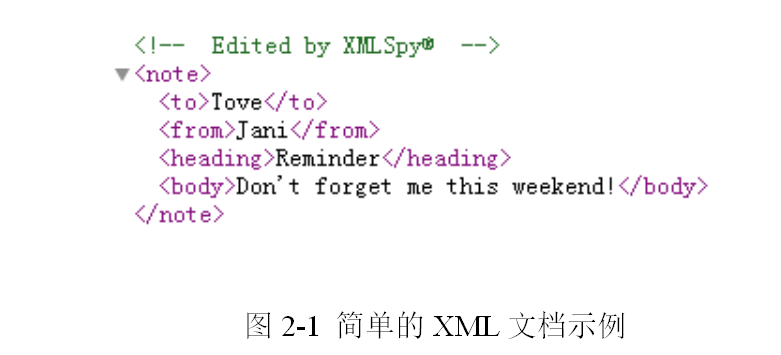 <!--  Edited by XMLSpy®  -->
▼<note>
<to>Tove</to>
<from>Jani</from>
<heading>Reminder</heading>
<body>Don't forget me this weekend!</body>
</note>
图 2-1 简单的 XML 文档示例